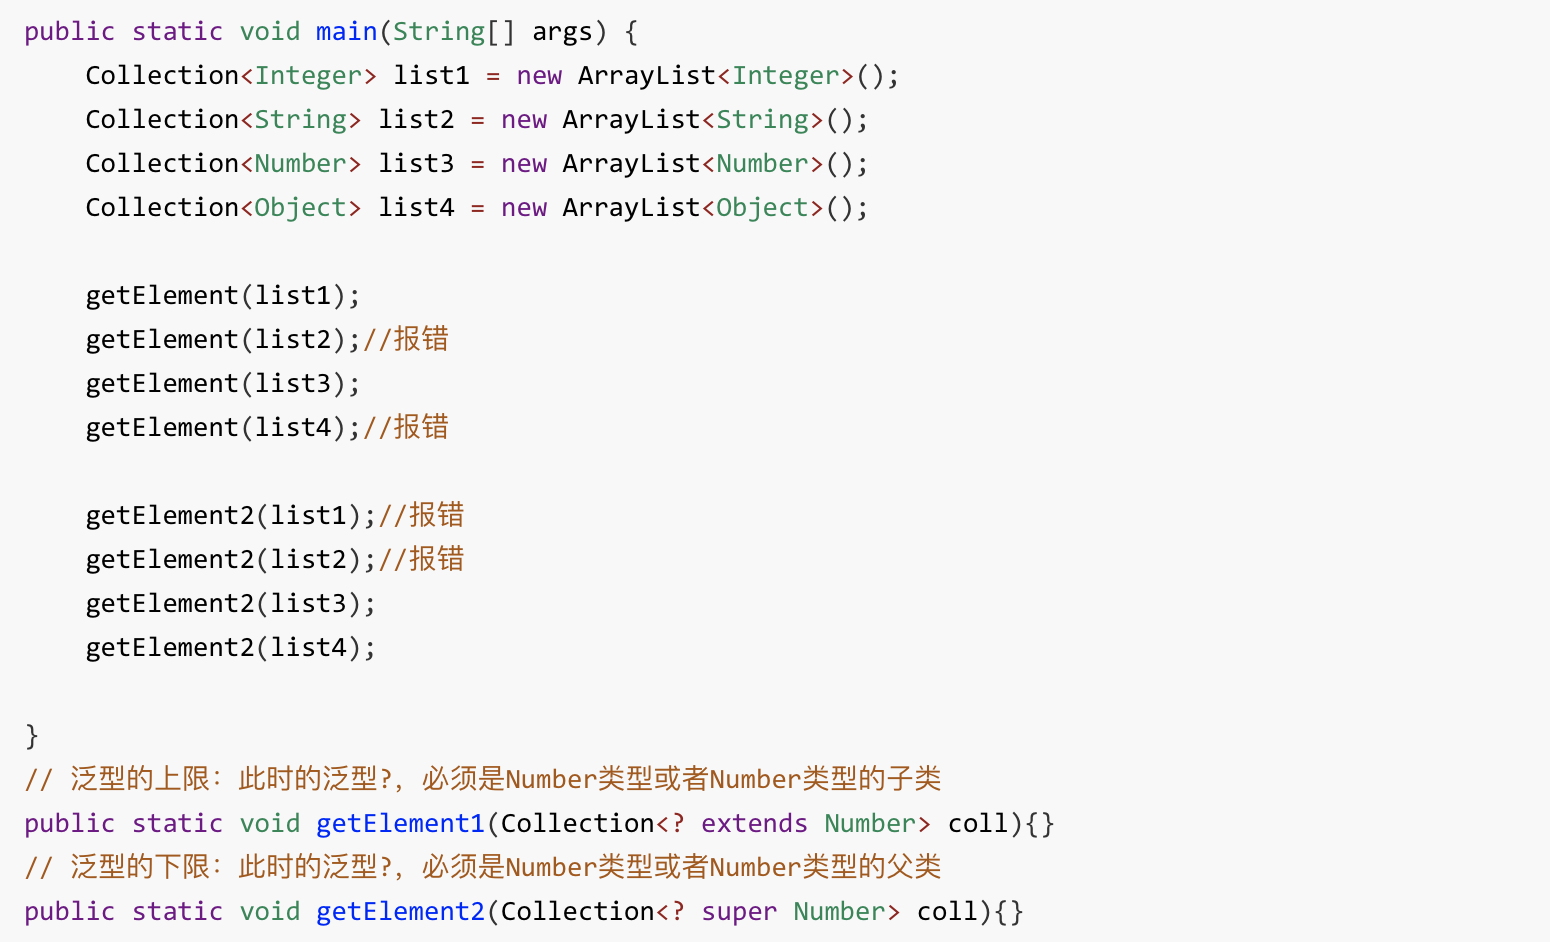 public static void main(String[] args) {
    Collection<Integer> list1 = new ArrayList<Integer>();
    Collection<String> list2 = new ArrayList<String>();
    Collection<Number> list3 = new ArrayList<Number>();
    Collection<Object> list4 = new ArrayList<Object>();

    getElement(list1);
    getElement(list2);//报错
    getElement(list3);
    getElement(list4);//报错

    getElement2(list1);//报错
    getElement2(list2);//报错
    getElement2(list3);
    getElement2(list4);

}
// 泛型的上限：此时的泛型?，必须是Number类型或者Number类型的子类
public static void getElement1(Collection<? extends Number> coll){}
// 泛型的下限：此时的泛型?，必须是Number类型或者Number类型的父类
public static void getElement2(Collection<? super Number> coll){}